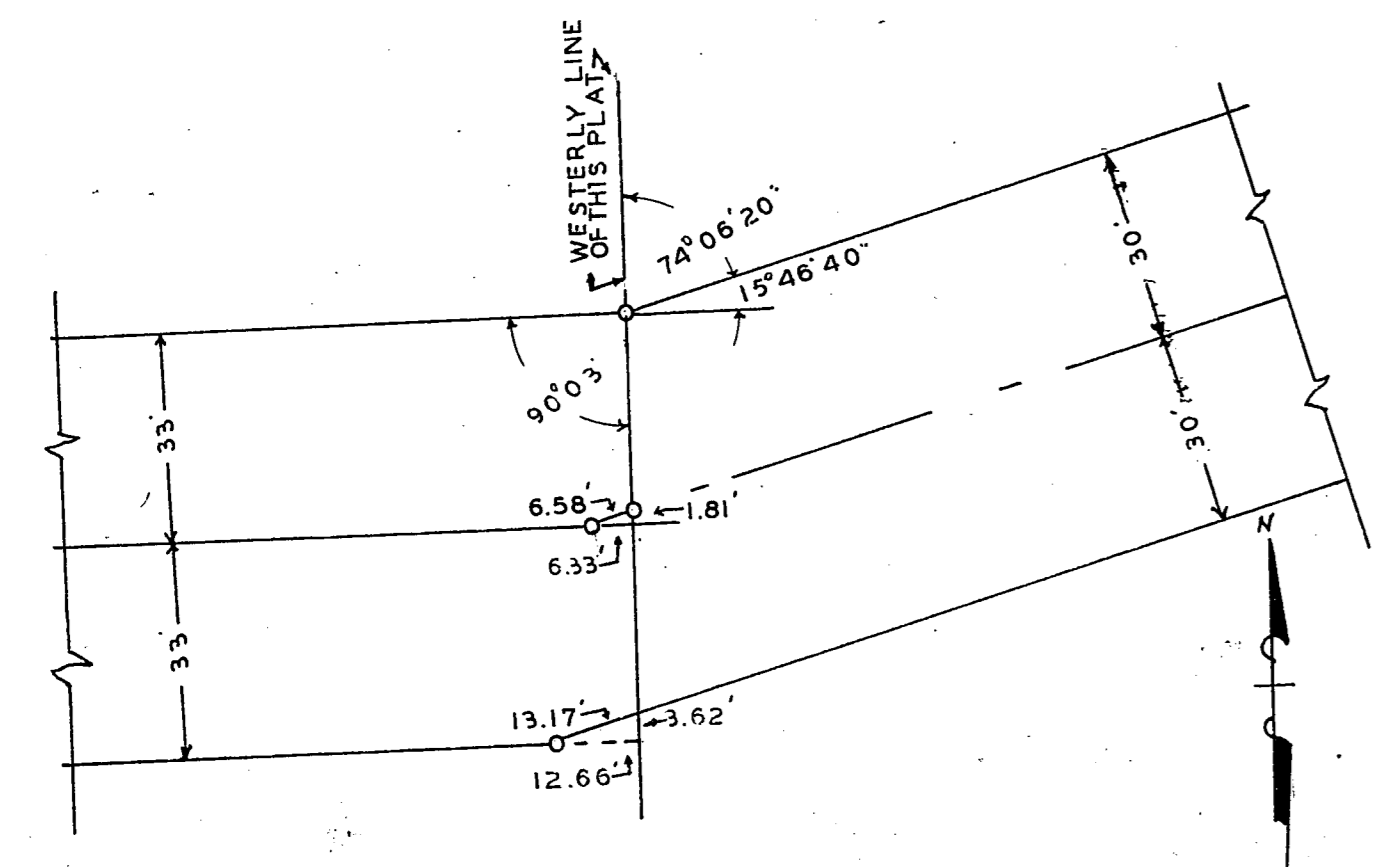 WESTERLY LINE
OF THIS PLAT
74° 06' 20"
15° 46' 40"
30'
30'
33'
90° 03'
6.58'
1.81'
6.33'
33'
N
13.17'
3.62'
12.66'